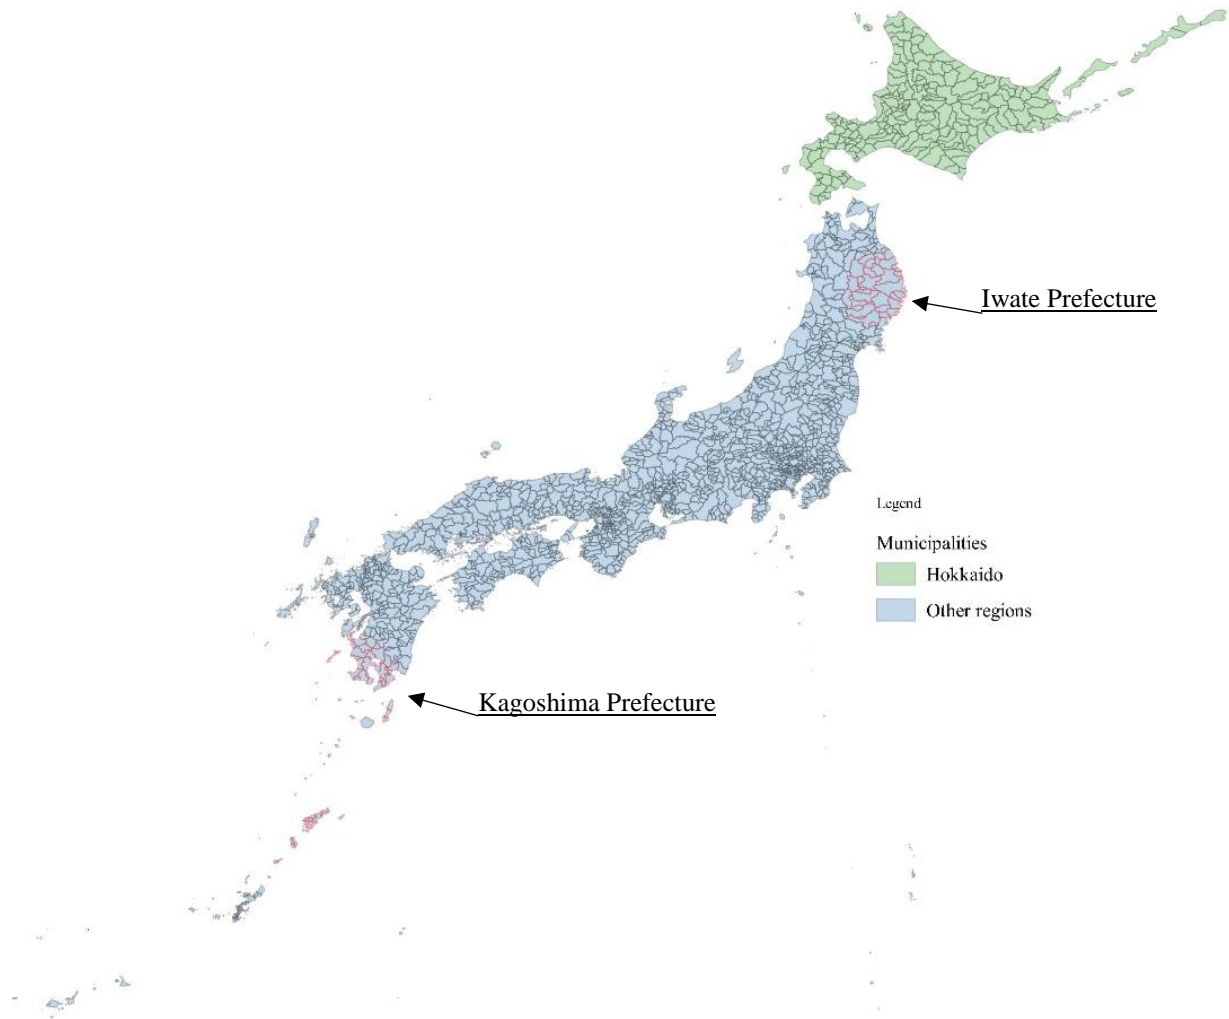 Iwate Prefecture
Legend
Municipalities
Hokkaido
Other regions
Kagoshima Prefecture